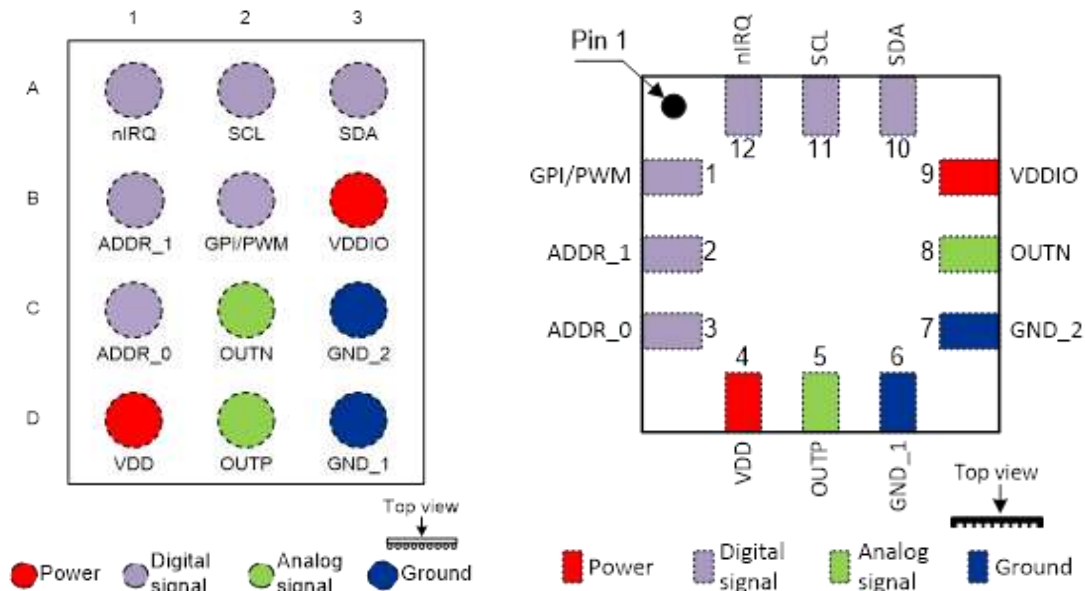 1 2 3
A
nIRQ SCL SDA
B
ADDR_1 GPI/PWM VDDIO
C
ADDR_0 OUTN GND_2
D
VDD OUTP GND_1
Top view
Power Digital signal Analog signal Ground
Pin 1
nIRQ SCL SDA
12 11 10
GPI/PWM 1 9 VDDIO
ADDR_1 2 8 OUTN
ADDR_0 3 7 GND_2
4 5 6
VDD OUTP GND_1
Top view
Power Digital signal Analog signal Ground